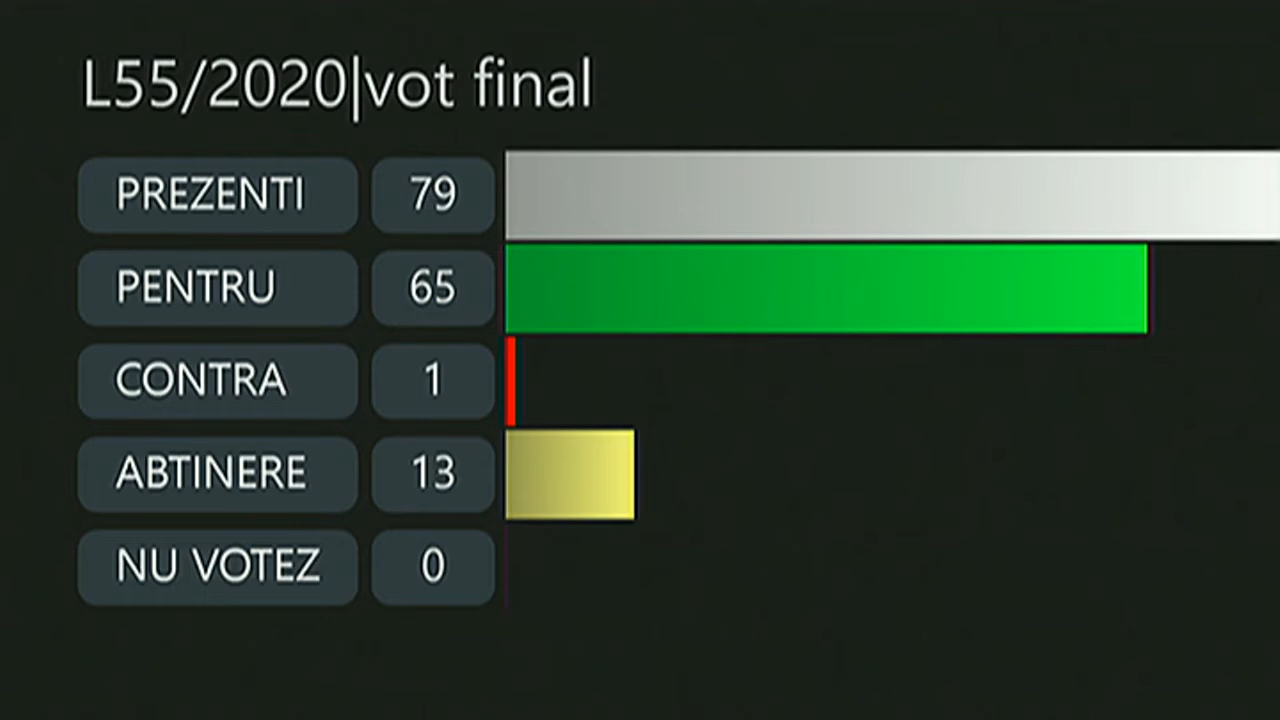 L55/2020|vot final
PREZENTI 79
PENTRU 65
CONTRA 1
ABTINERE 13
NU VOTEZ 0